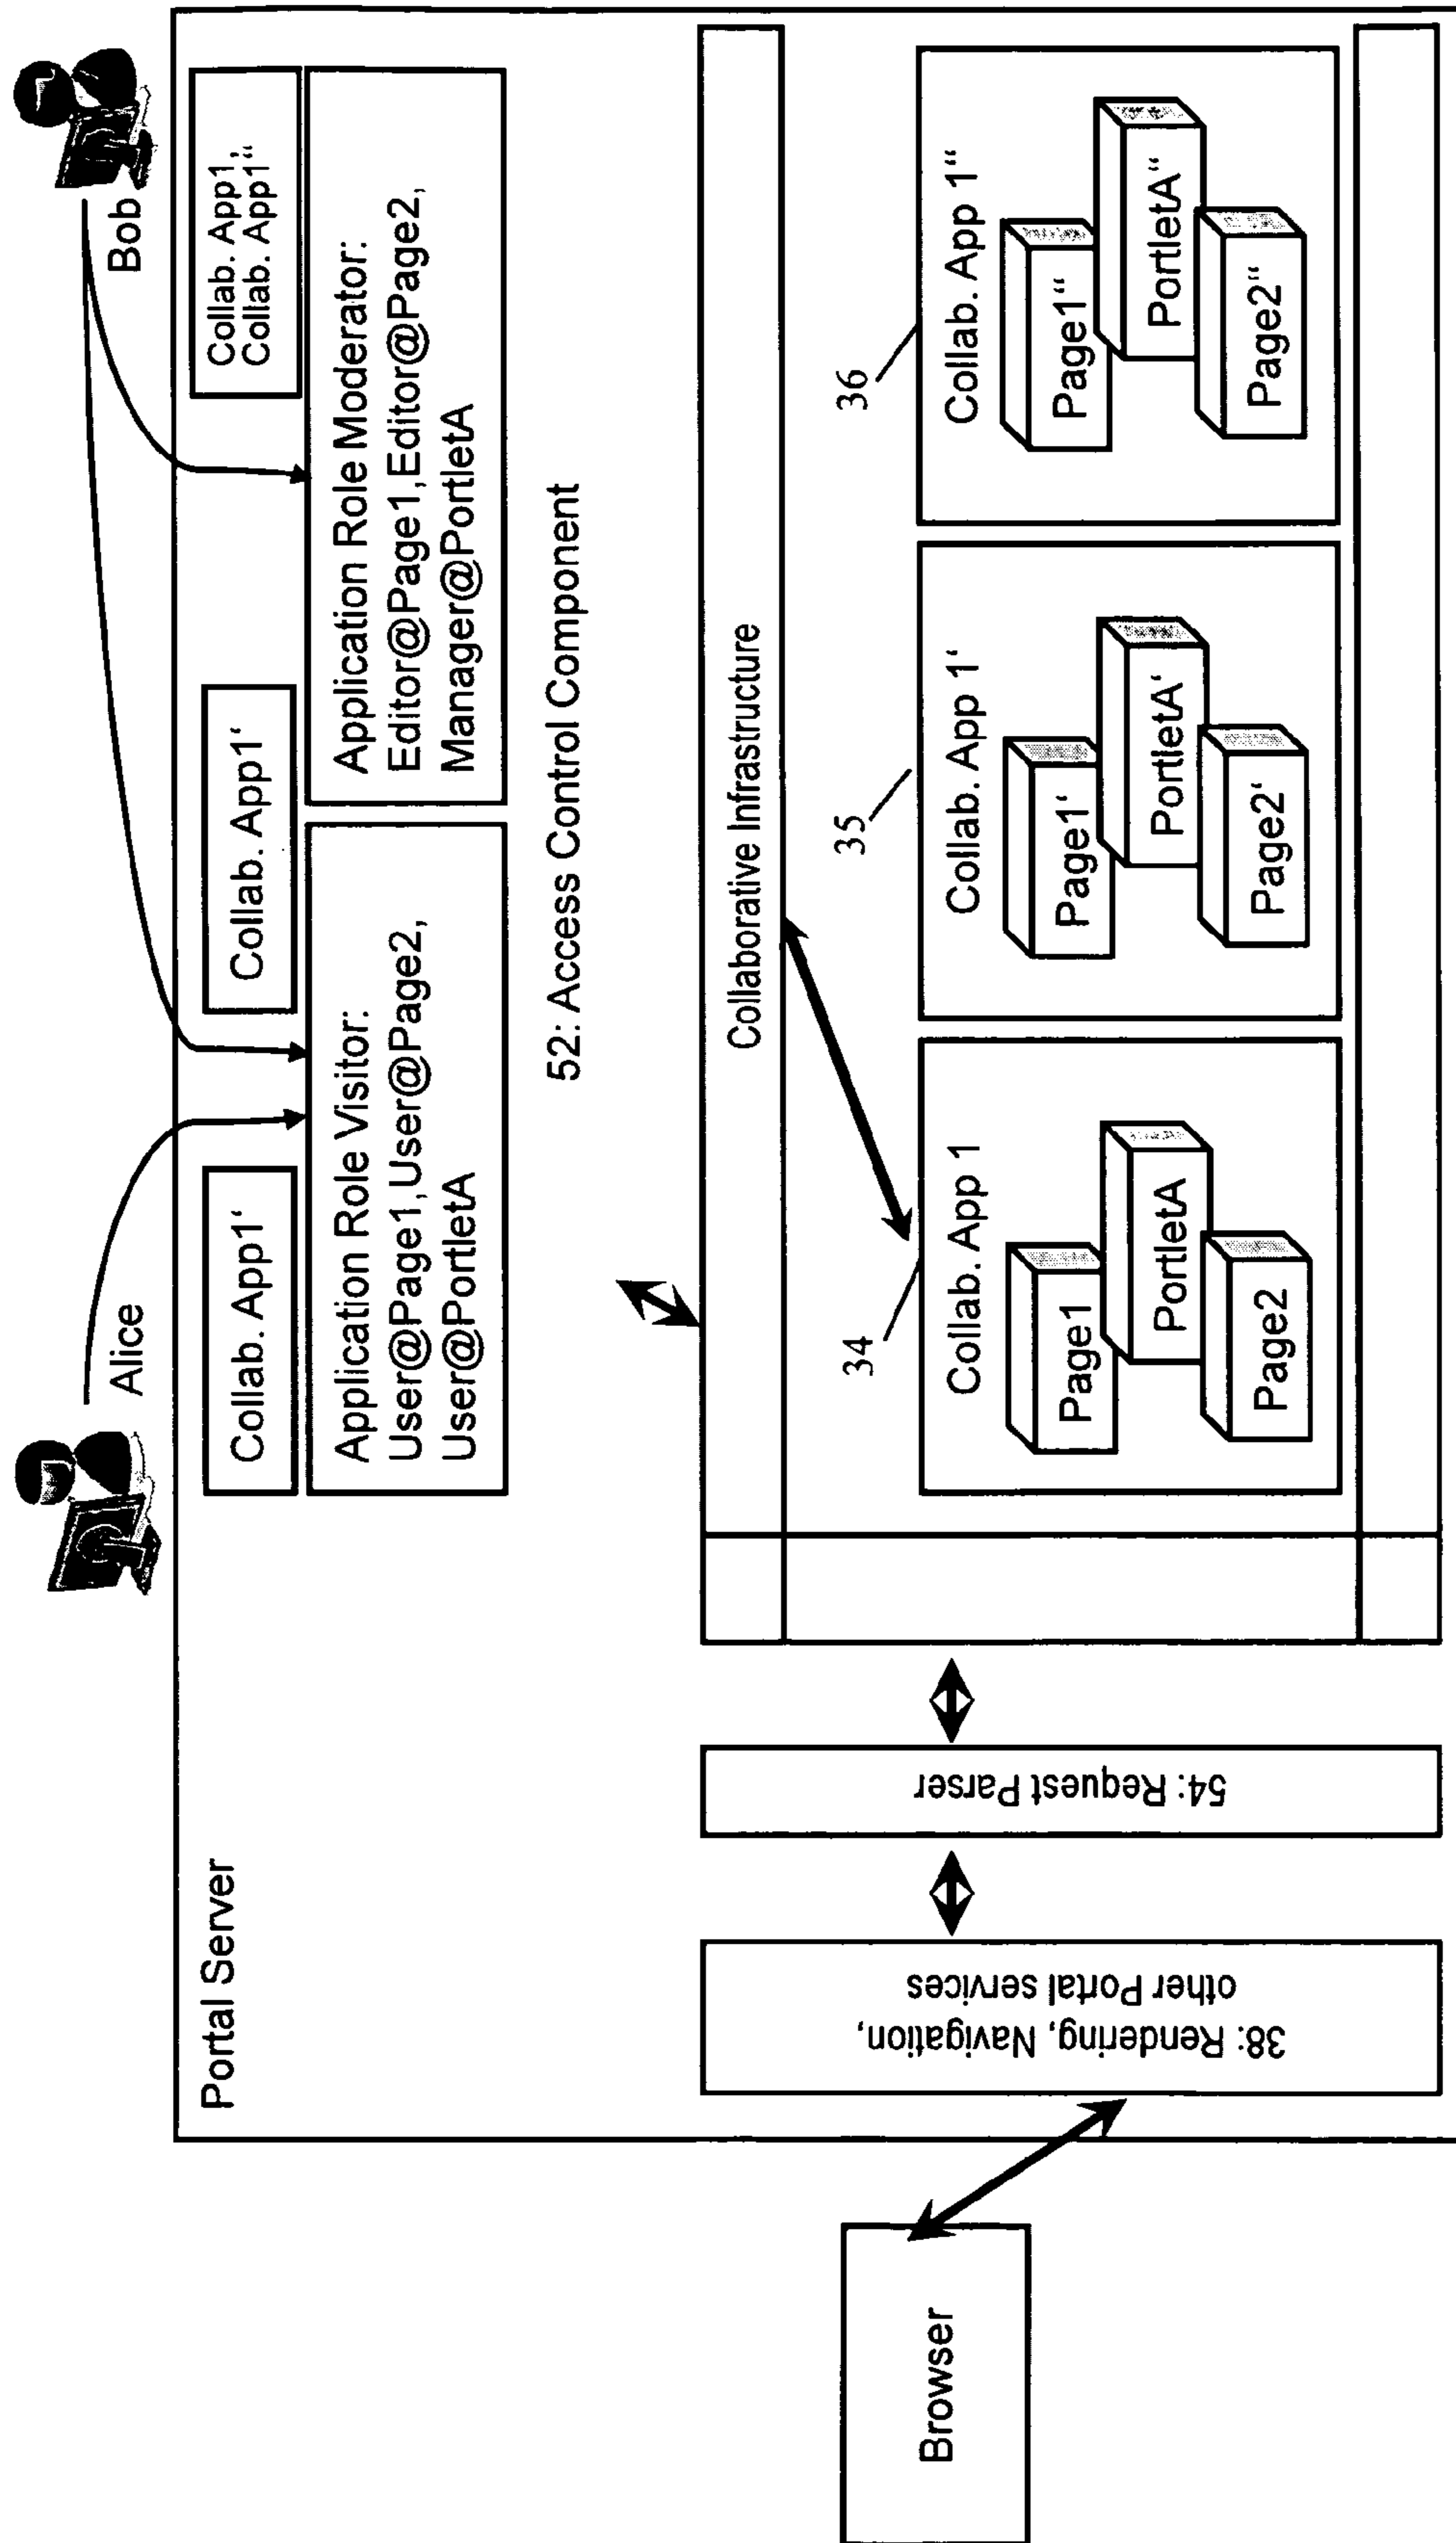 Alice
Bob
Portal Server
Collab. App1‘
Collab. App1‘
Collab. App1,
Collab. App1“
Application Role Visitor:
User@Page1,User@Page2,
User@PortletA
Application Role Moderator:
Editor@Page1,Editor@Page2,
Manager@PortletA
52: Access Control Component
Browser
38: Rendering, Navigation,
other Portal services
54: Request Parser
Collaborative Infrastructure
34
Collab. App 1
Page1
PortletA
Page2
35
Collab. App 1‘
Page1‘
PortletA‘
Page2‘
36
Collab. App 1“
Page1“
PortletA“
Page2“